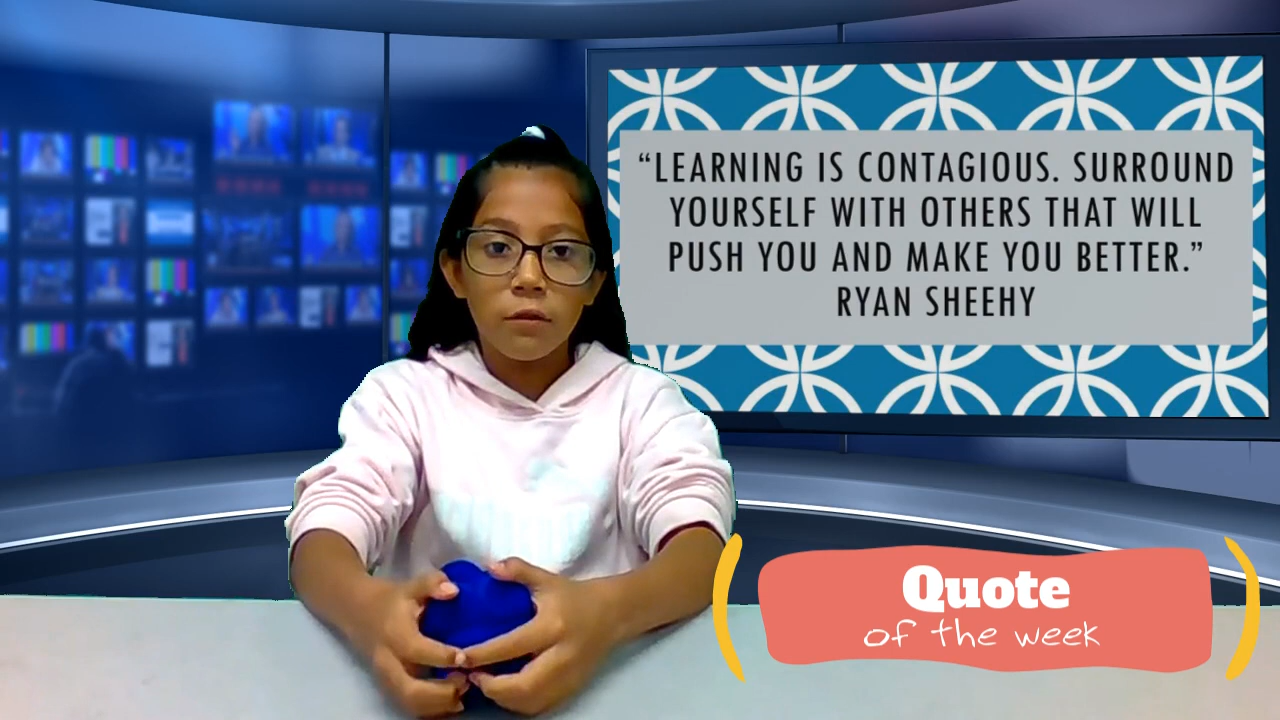 “LEARNING IS CONTAGIOUS. SURROUND
YOURSELF WITH OTHERS THAT WILL
PUSH YOU AND MAKE YOU BETTER.”
RYAN SHEEHY
Quote
of the week